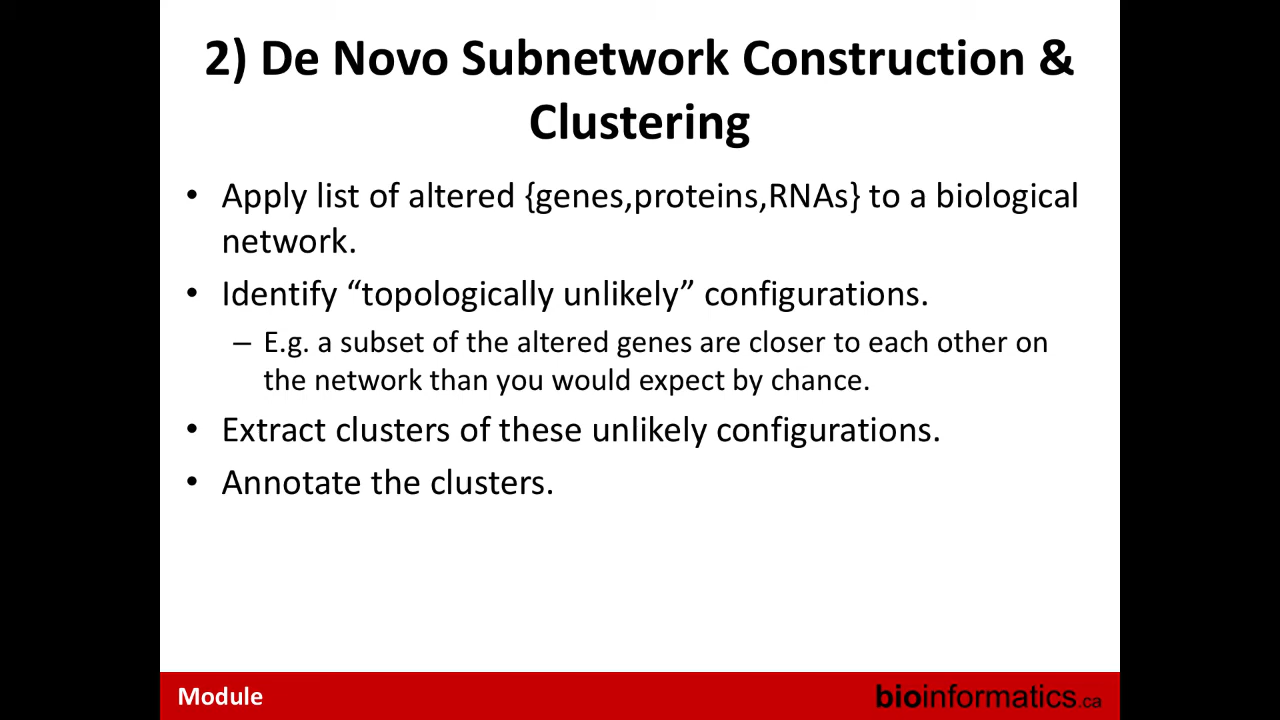 2) De Novo Subnetwork Construction &
Clustering
• Apply list of altered {genes,proteins,RNAs} to a biological
network.
• Identify “topologically unlikely” configurations.
– E.g. a subset of the altered genes are closer to each other on
the network than you would expect by chance.
• Extract clusters of these unlikely configurations.
• Annotate the clusters.
Module
bioinformatics.ca